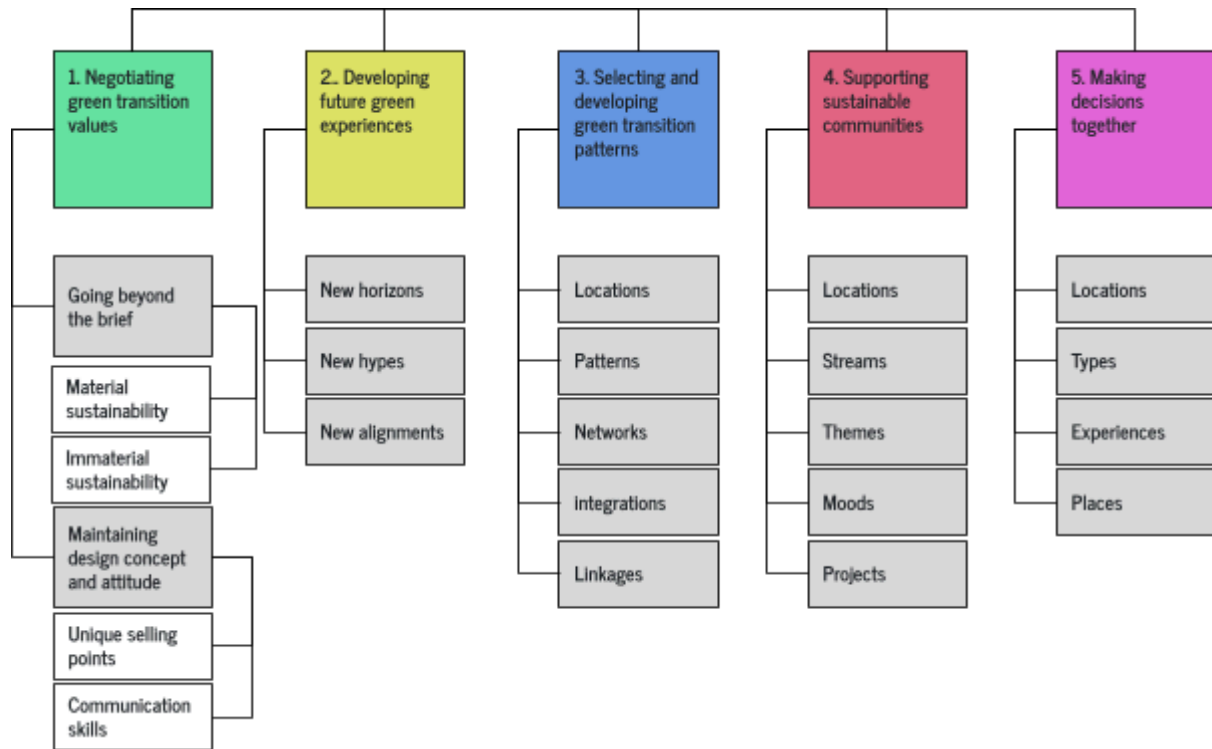 1. Negotiating
green transition
values
Going beyond
the brief
Material
sustainability
Immaterial
sustainability
Maintaining
design concept
and attitude
Unique selling
points
Communication
skills
2.. Developing
future green
experiences
New horizons
New hypes
New alignments
3. Selecting and
developing
green transition
patterns
Locations
Patterns
Networks
integrations
Linkages
4. Supporting
sustainable
communities
Locations
Streams
Themes
Moods
Projects
5. Making
decisions
together
Locations
Types
Experiences
Places